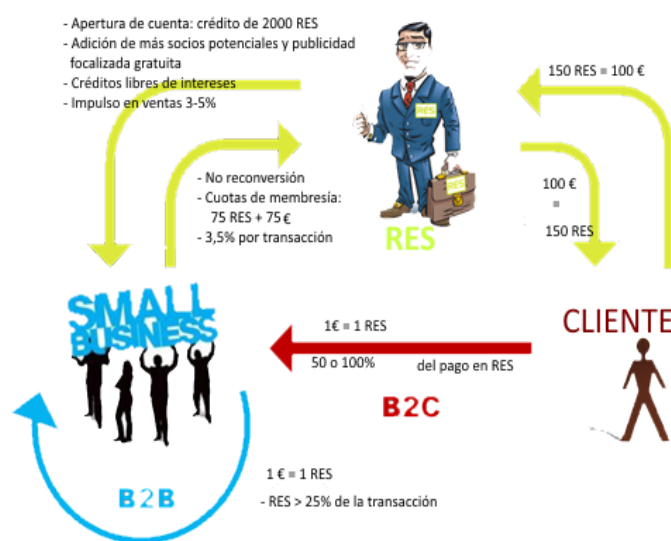 - Apertura de cuenta: crédito de 2000 RES
- Adición de más socios potenciales y publicidad
focalizada gratuita
- Créditos libres de intereses
- Impulso en ventas 3-5%
150 RES = 100 €
RES
RES
- No reconversión
- Cuotas de membresía:
75 RES + 75 €
- 3,5% por transacción
100 €
=
150 RES
RES
SMALL
BUSINESS
CLIENTE
1€ = 1 RES
50 o 100% del pago en RES
B2C
B2B
1 € = 1 RES
- RES > 25% de la transacción